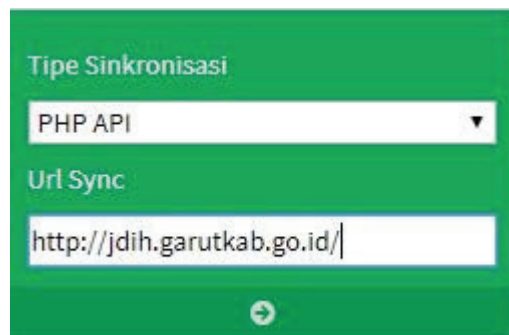 Tipe Sinkronisasi
PHP API
Url Sync
http://jdih.garutkab.go.id/